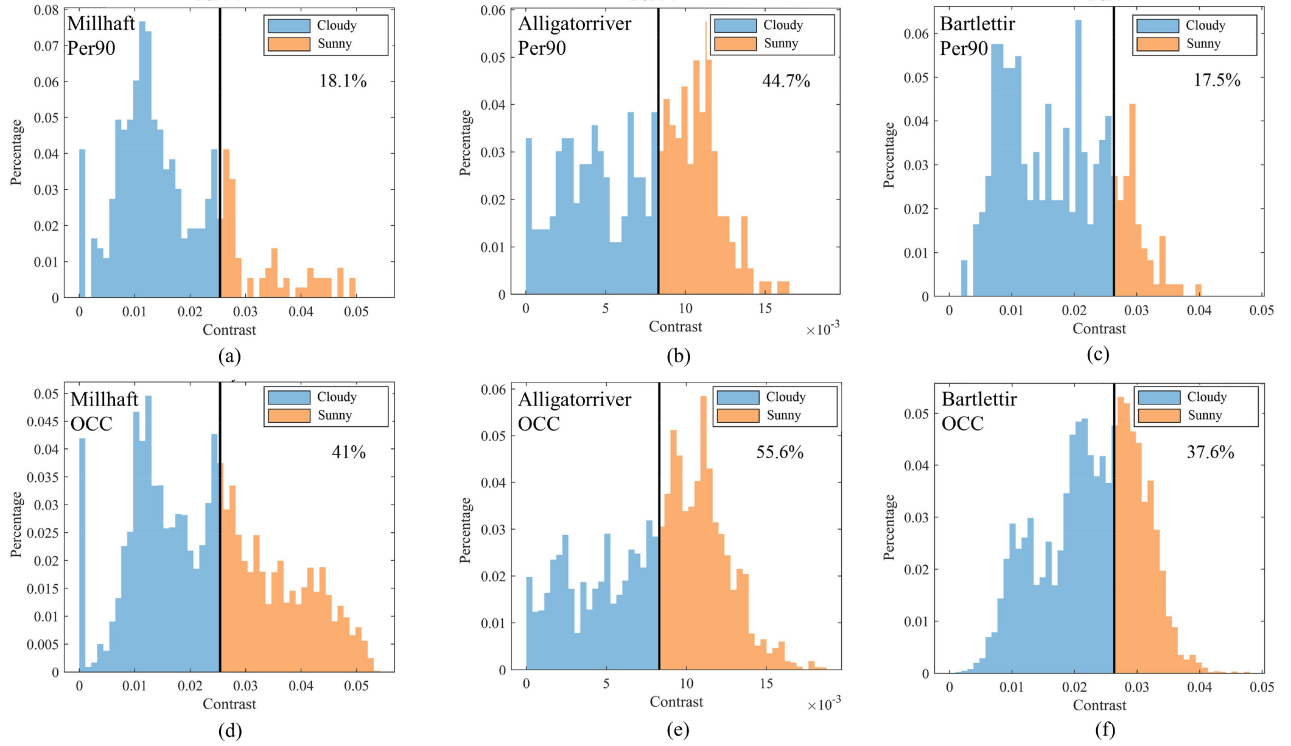 Millhaft
Per90
Cloudy
Sunny
18.1%
Percentage
0.08
0.07
0.06
0.05
0.04
0.03
0.02
0.01
0
0
0.01
0.02
0.03
0.04
0.05
Contrast
(a)
Alligatorriver
Per90
Cloudy
Sunny
44.7%
Percentage
0.06
0.05
0.04
0.03
0.02
0.01
0
0
5
10
15
×10⁻³
Contrast
(b)
Bartlettir
Per90
Cloudy
Sunny
17.5%
Percentage
0.06
0.05
0.04
0.03
0.02
0.01
0
0
0.01
0.02
0.03
0.04
0.05
Contrast
(c)
Millhaft
OCC
Cloudy
Sunny
41%
Percentage
0.05
0.045
0.04
0.035
0.03
0.025
0.02
0.015
0.01
0.005
0
0
0.01
0.02
0.03
0.04
0.05
Contrast
(d)
Alligatorriver
OCC
Cloudy
Sunny
55.6%
Percentage
0.06
0.05
0.04
0.03
0.02
0.01
0
0
5
10
15
×10⁻³
Contrast
(e)
Bartlettir
OCC
Cloudy
Sunny
37.6%
Percentage
0.05
0.04
0.03
0.02
0.01
0
0
0.01
0.02
0.03
0.04
0.05
Contrast
(f)